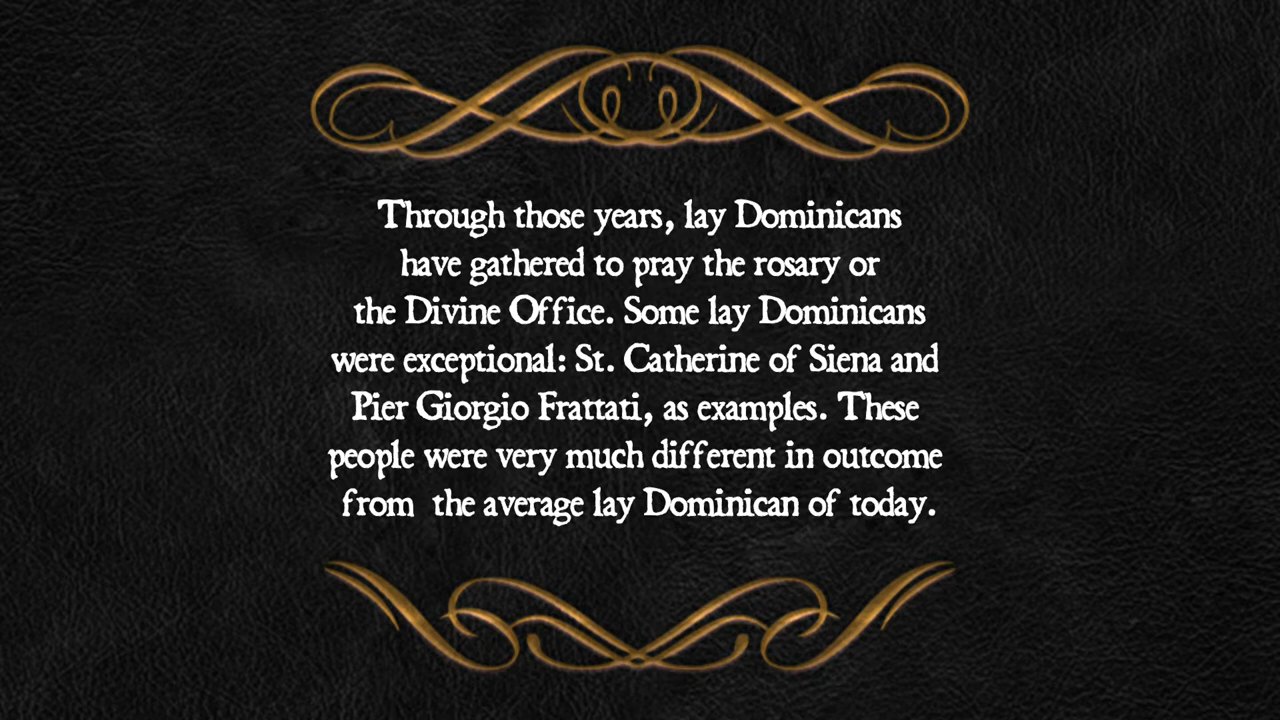 Through those years, lay Dominicans
have gathered to pray the rosary or
the Divine Office. Some lay Dominicans
were exceptional: St. Catherine of Siena and
Pier Giorgio Frattati, as examples. These
people were very much different in outcome
from  the average lay Dominican of today.